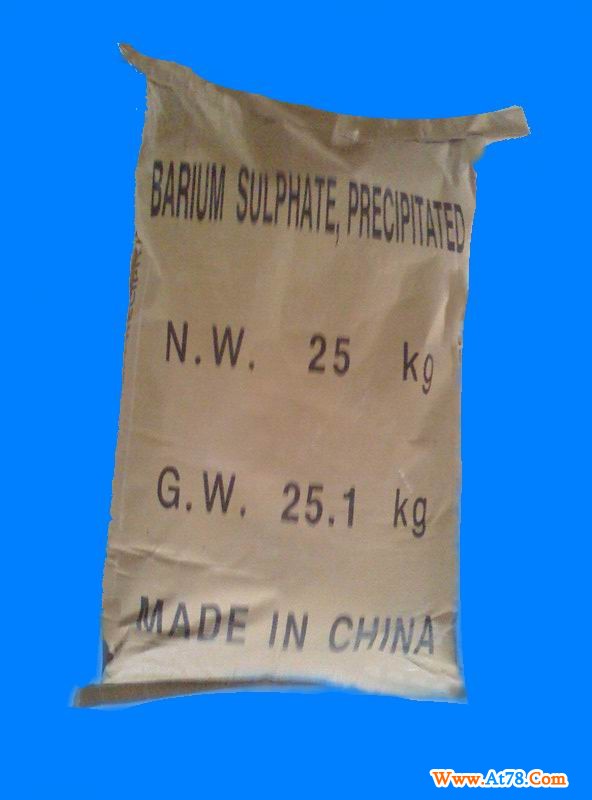 BARIUM SULPHATE, PRECIPITATED
N.W. 25 kg
G.W. 25.1 kg
MADE IN CHINA
Www.At78.Com